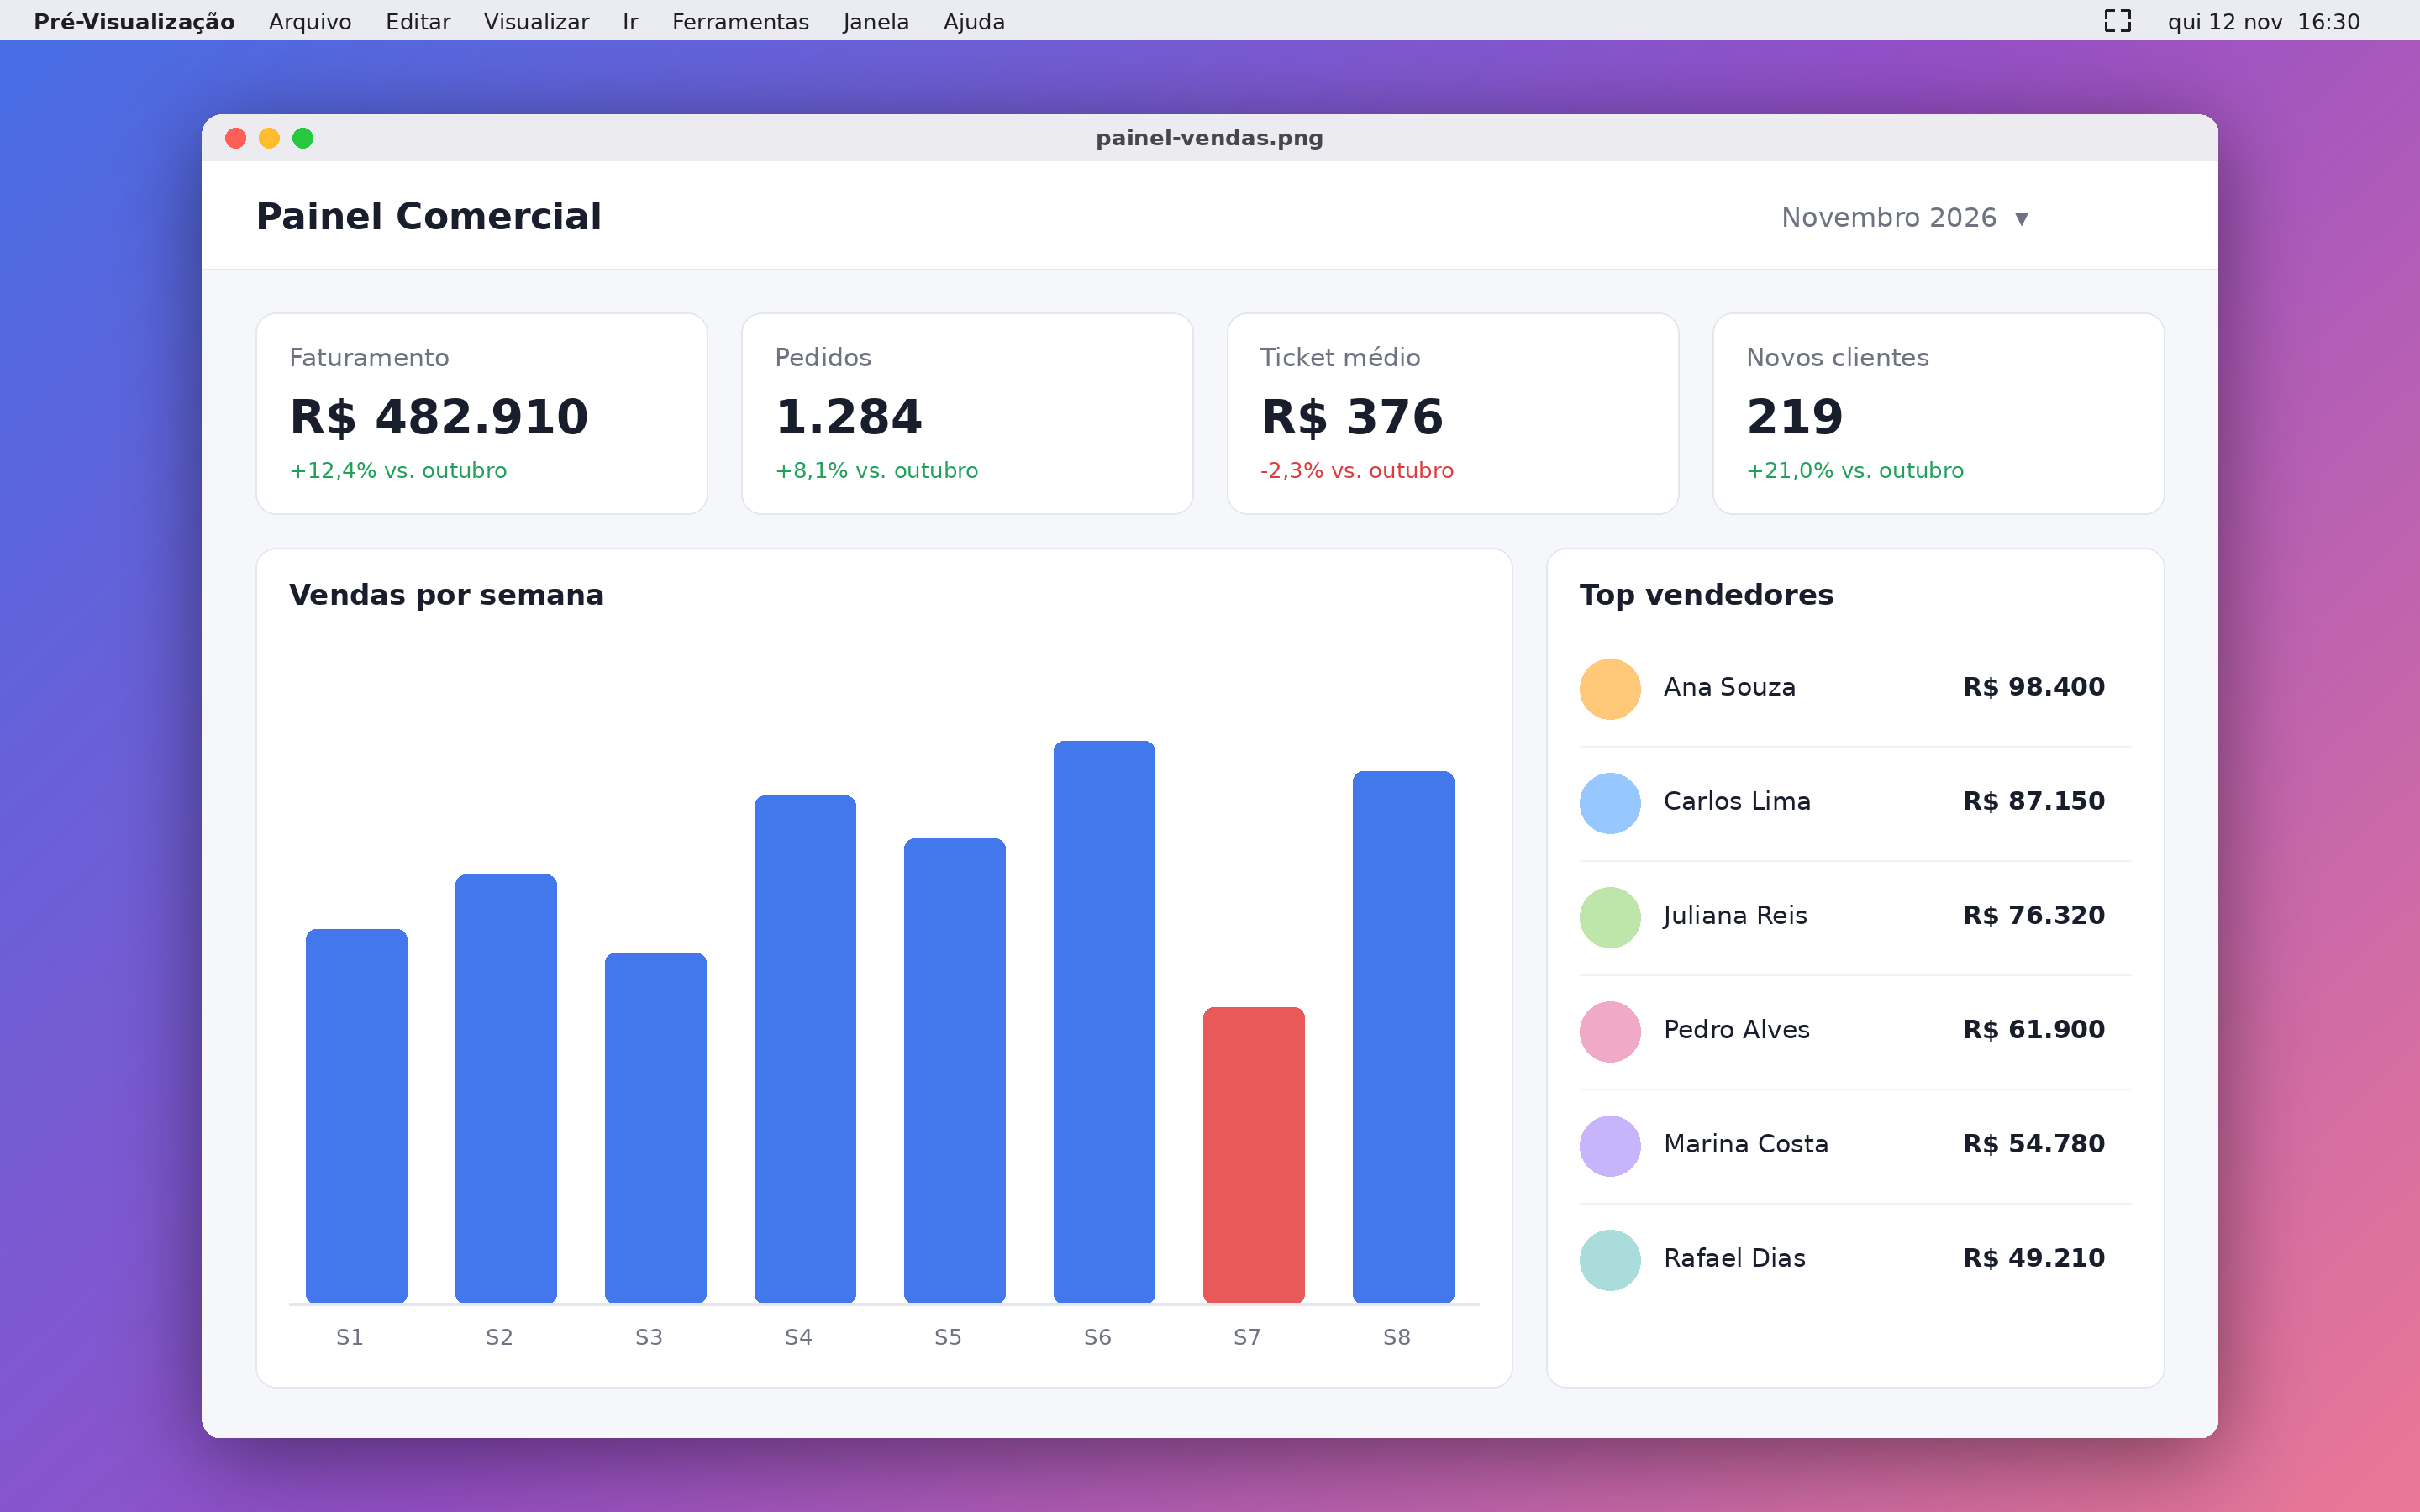 Pré-Visualização Arquivo Editar Visualizar Ir Ferramentas Janela Ajuda qui 12 nov 16:30
painel-vendas.png
Painel Comercial
Novembro 2026 ▾
Faturamento
R$ 482.910
+12,4% vs. outubro
Pedidos
1.284
+8,1% vs. outubro
Ticket médio
R$ 376
-2,3% vs. outubro
Novos clientes
219
+21,0% vs. outubro
Vendas por semana
S1 S2 S3 S4 S5 S6 S7 S8
Top vendedores
Ana Souza R$ 98.400
Carlos Lima R$ 87.150
Juliana Reis R$ 76.320
Pedro Alves R$ 61.900
Marina Costa R$ 54.780
Rafael Dias R$ 49.210